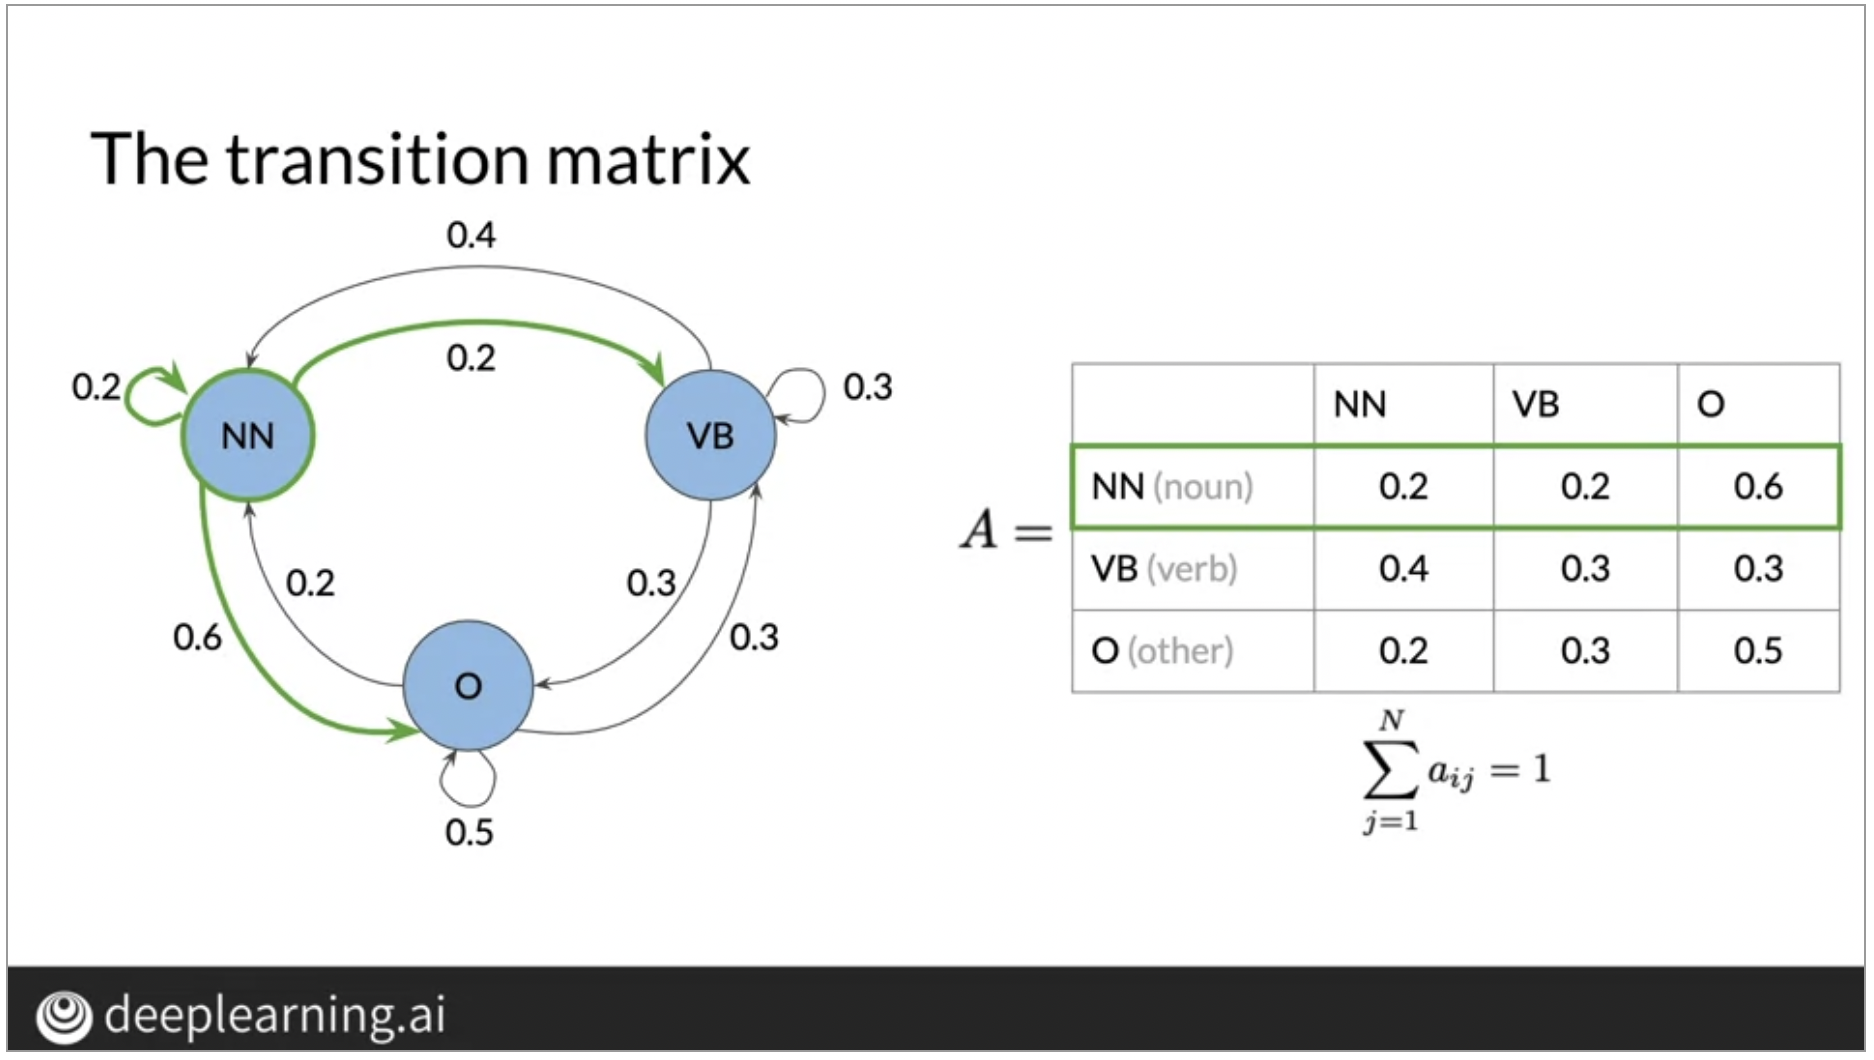 The transition matrix
0.4
0.2
0.2
0.3
NN
VB
0.2
0.3
0.6
0.3
O
0.5
A =
NN VB O
NN (noun) 0.2 0.2 0.6
VB (verb) 0.4 0.3 0.3
O (other) 0.2 0.3 0.5
N
∑ aij = 1
j=1
deeplearning.ai